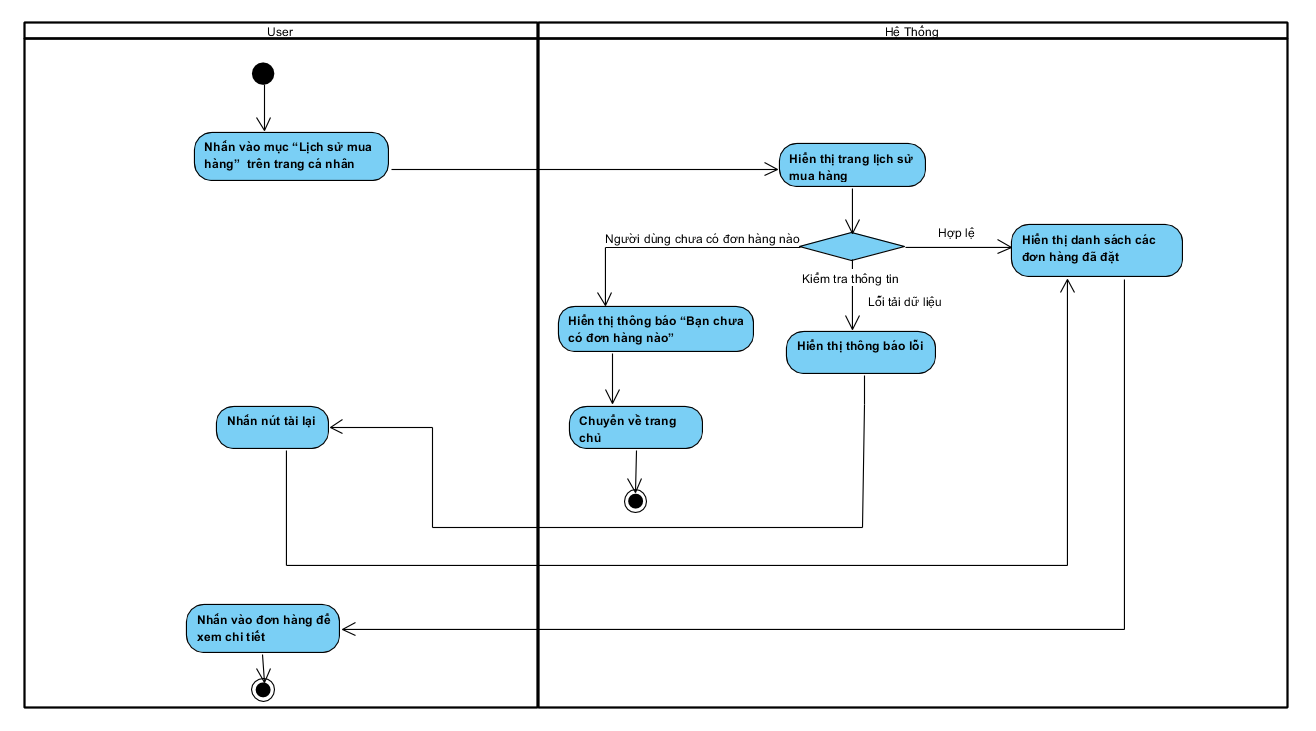 User
Hệ Thống
Nhấn vào mục “Lịch sử mua
hàng” trên trang cá nhân
Hiển thị trang lịch sử
mua hàng
Người dùng chưa có đơn hàng nào
Hợp lệ
Hiển thị danh sách các
đơn hàng đã đặt
Kiểm tra thông tin
Lỗi tải dữ liệu
Hiển thị thông báo “Bạn chưa
có đơn hàng nào”
Hiển thị thông báo lỗi
Nhấn nút tài lại
Chuyển về trang
chủ
Nhấn vào đơn hàng để
xem chi tiết